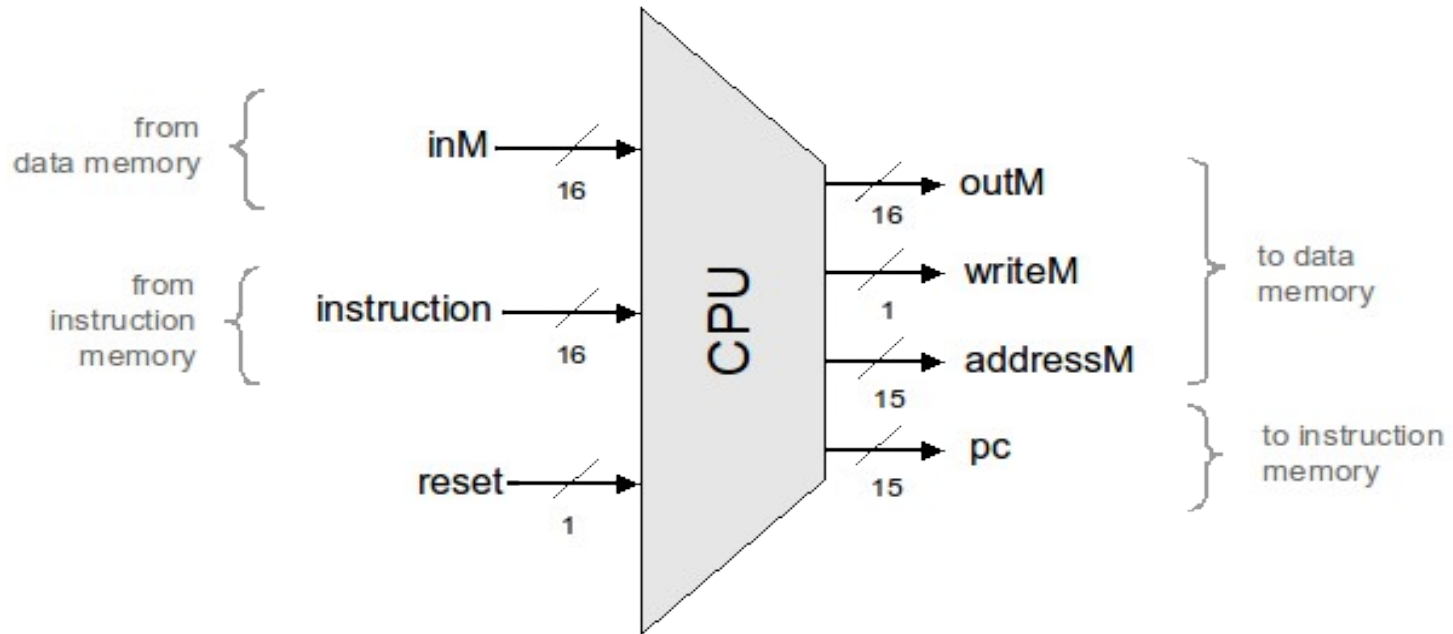 from
data memory
inM
16
from
instruction
memory
instruction
16
reset
1
CPU
outM
16
writeM
1
addressM
15
pc
15
to data
memory
to instruction
memory